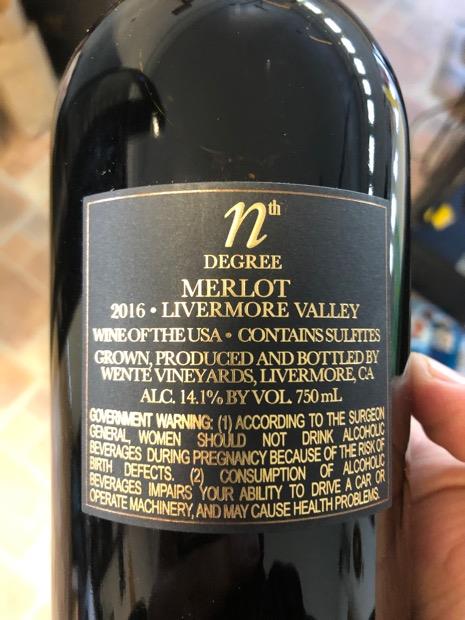 nth
DEGREE
MERLOT
2016 • LIVERMORE VALLEY
WINE OF THE USA • CONTAINS SULFITES
GROWN, PRODUCED AND BOTTLED BY
WENTE VINEYARDS, LIVERMORE, CA
ALC. 14.1% BY VOL. 750 mL
GOVERNMENT WARNING: (1) ACCORDING TO THE SURGEON
GENERAL, WOMEN SHOULD NOT DRINK ALCOHOLIC
BEVERAGES DURING PREGNANCY BECAUSE OF THE RISK OF
BIRTH DEFECTS. (2) CONSUMPTION OF ALCOHOLIC
BEVERAGES IMPAIRS YOUR ABILITY TO DRIVE A CAR OR
OPERATE MACHINERY, AND MAY CAUSE HEALTH PROBLEMS.